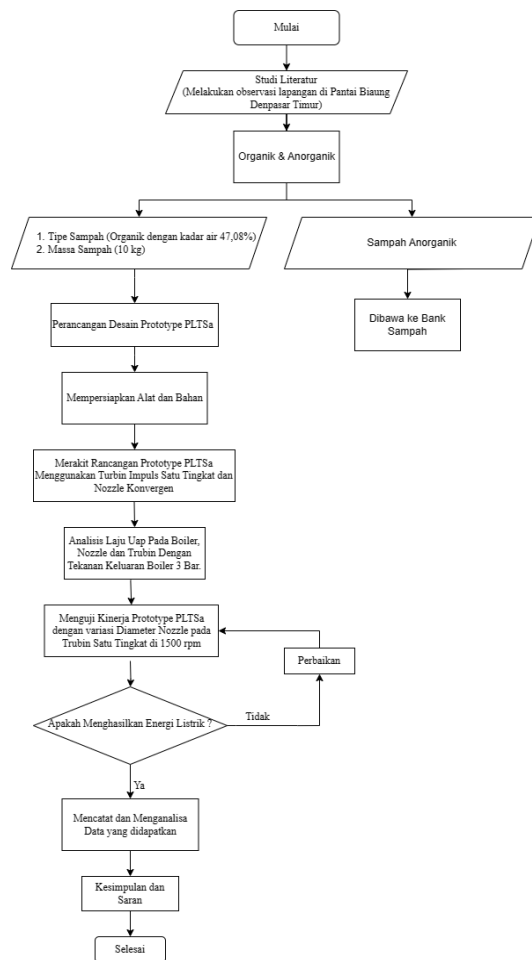 Mulai
Studi Literatur
(Melakukan observasi lapangan di Pantai Biaung
Denpasar Timur)
Organik & Anorganik
1. Tipe Sampah (Organik dengan kadar air 47,08%)
2. Massa Sampah (10 kg)
Sampah Anorganik
Perancangan Desain Prototype PLTSa
Dibawa ke Bank
Sampah
Mempersiapkan Alat dan Bahan
Merakit Rancangan Prototype PLTSa
Menggunakan Turbin Impuls Satu Tingkat dan
Nozzle Konvergen
Analisis Laju Uap Pada Boiler,
Nozzle dan Trubin Dengan
Tekanan Keluaran Boiler 3 Bar.
Menguji Kinerja Prototype PLTSa
dengan variasi Diameter Nozzle pada
Trubin Satu Tingkat di 1500 rpm
Perbaikan
Apakah Menghasilkan Energi Listrik ?
Tidak
Ya
Mencatat dan Menganalisa
Data yang didapatkan
Kesimpulan dan
Saran
Selesai